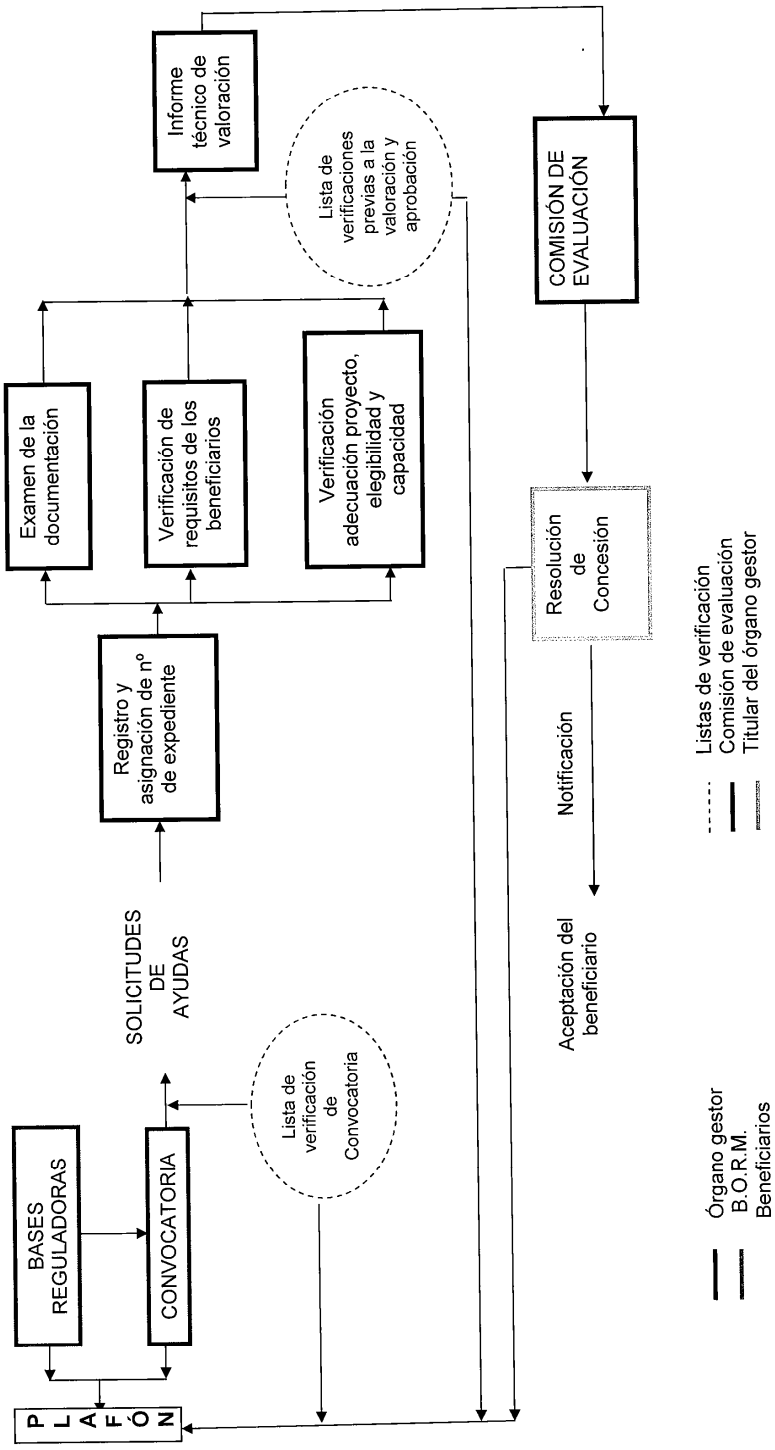 P
L
A
F
Ó
N
BASES
REGULADORAS
CONVOCATORIA
Lista de
verificación
de
Convocatoria
SOLICITUDES
DE
AYUDAS
Registro y
asignación de nº
de expediente
Examen de la
documentación
Verificación de
requisitos de los
beneficiarios
Verificación
adecuación proyecto,
elegibilidad y
capacidad
Informe
técnico de
valoración
Lista de
verificaciones
previas a la
valoración y
aprobación
COMISIÓN DE
EVALUACIÓN
Resolución
de
Concesión
Notificación
Aceptación del
beneficiario
Órgano gestor
B.O.R.M.
Beneficiarios
Listas de verificación
Comisión de evaluación
Titular del órgano gestor